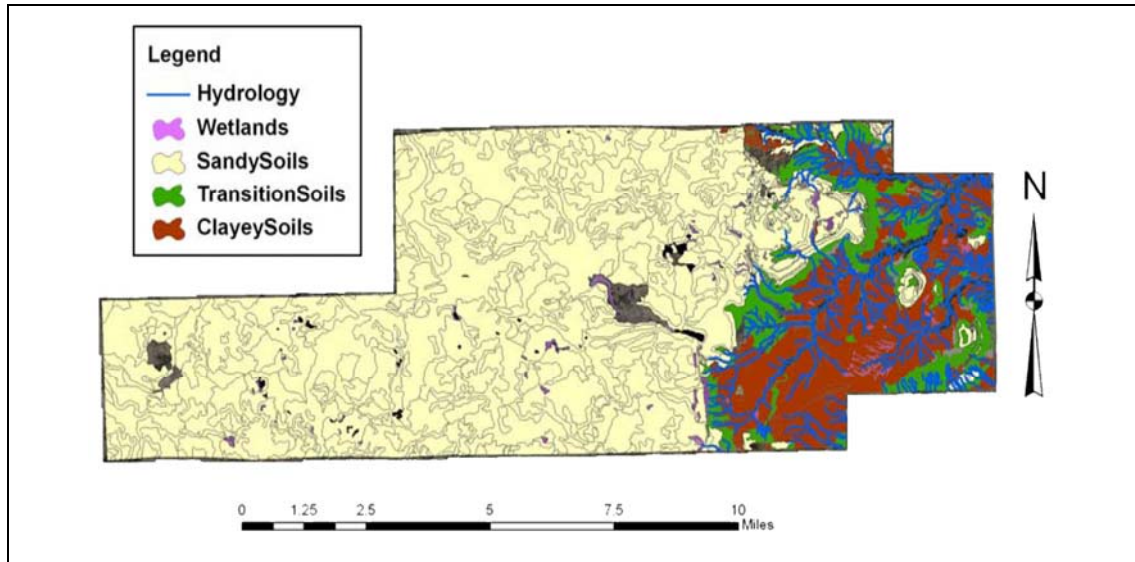 Legend
Hydrology
Wetlands
SandySoils
TransitionSoils
ClayeySoils
N
0 1.25 2.5 5 7.5 10
Miles